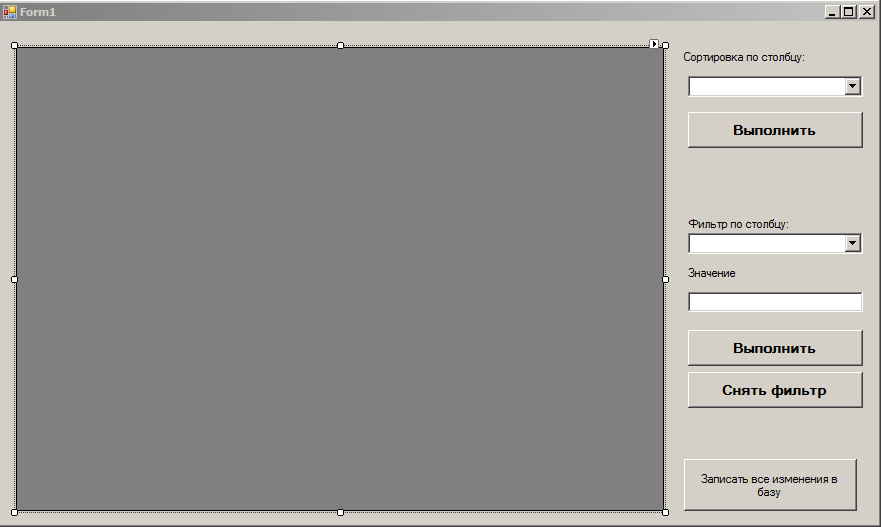 Form1
Сортировка по столбцу:
Выполнить
Фильтр по столбцу:
Значение
Выполнить
Снять фильтр
Записать все изменения в
базу